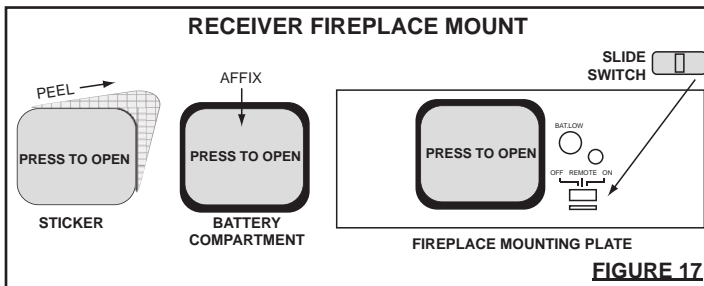 RECEIVER FIREPLACE MOUNT
SLIDE
SWITCH
PEEL
AFFIX
PRESS TO OPEN
PRESS TO OPEN
PRESS TO OPEN
BAT.LOW
OFF REMOTE ON
STICKER
BATTERY
COMPARTMENT
FIREPLACE MOUNTING PLATE
FIGURE 17